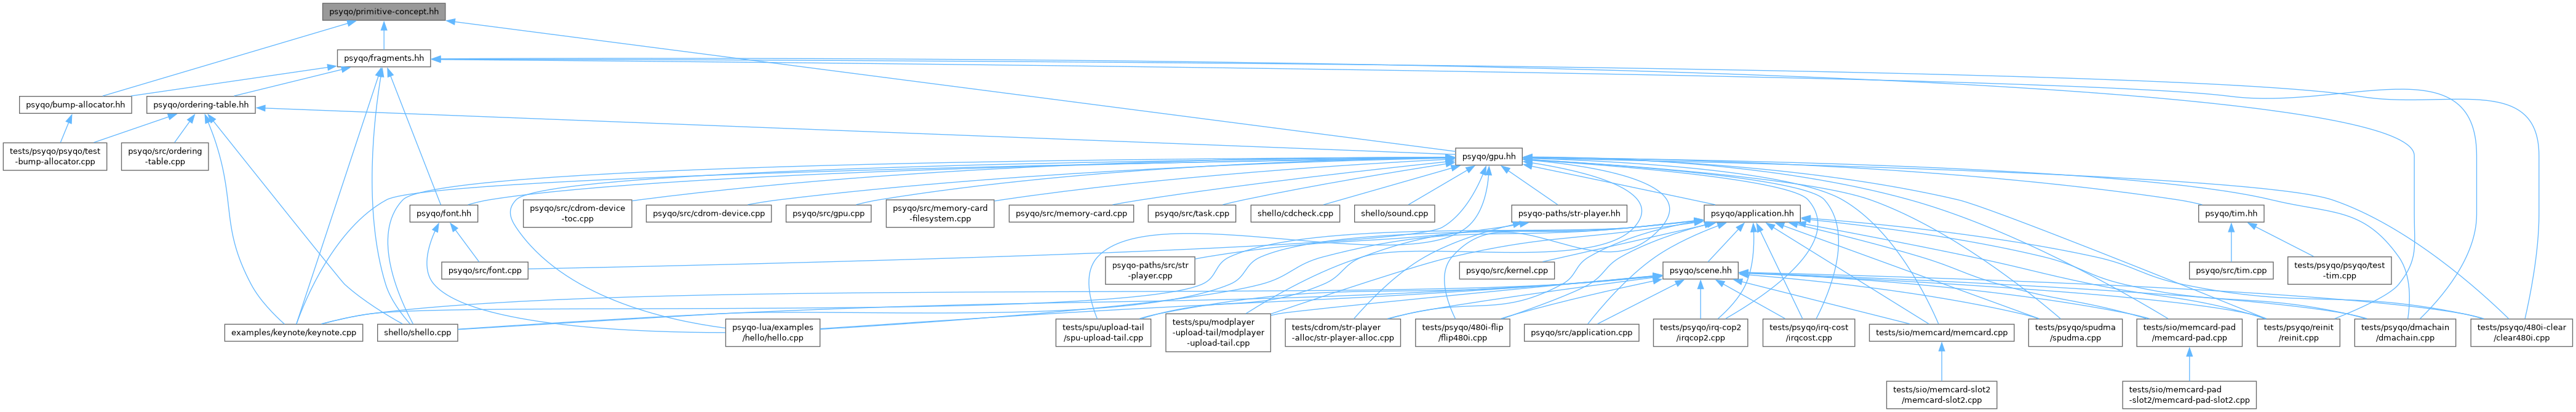 psyqo/primitive-concept.hh
psyqo/fragments.hh
psyqo/bump-allocator.hh
psyqo/ordering-table.hh
tests/psyqo/psyqo/test
-bump-allocator.cpp
psyqo/src/ordering
-table.cpp
psyqo/gpu.hh
psyqo/font.hh
psyqo/src/cdrom-device
-toc.cpp
psyqo/src/cdrom-device.cpp
psyqo/src/gpu.cpp
psyqo/src/memory-card
-filesystem.cpp
psyqo/src/memory-card.cpp
psyqo/src/task.cpp
shello/cdcheck.cpp
shello/sound.cpp
psyqo-paths/str-player.hh
psyqo/application.hh
psyqo/tim.hh
psyqo/src/font.cpp
psyqo-paths/src/str
-player.cpp
psyqo/src/kernel.cpp
psyqo/scene.hh
psyqo/src/tim.cpp
tests/psyqo/psyqo/test
-tim.cpp
examples/keynote/keynote.cpp
shello/shello.cpp
psyqo-lua/examples
/hello/hello.cpp
tests/spu/upload-tail
/spu-upload-tail.cpp
tests/spu/modplayer
-upload-tail/modplayer
-upload-tail.cpp
tests/cdrom/str-player
-alloc/str-player-alloc.cpp
tests/psyqo/480i-flip
/flip480i.cpp
psyqo/src/application.cpp
tests/psyqo/irq-cop2
/irqcop2.cpp
tests/psyqo/irq-cost
/irqcost.cpp
tests/sio/memcard/memcard.cpp
tests/psyqo/spudma
/spudma.cpp
tests/sio/memcard-pad
/memcard-pad.cpp
tests/psyqo/reinit
/reinit.cpp
tests/psyqo/dmachain
/dmachain.cpp
tests/psyqo/480i-clear
/clear480i.cpp
tests/sio/memcard-slot2
/memcard-slot2.cpp
tests/sio/memcard-pad
-slot2/memcard-pad-slot2.cpp